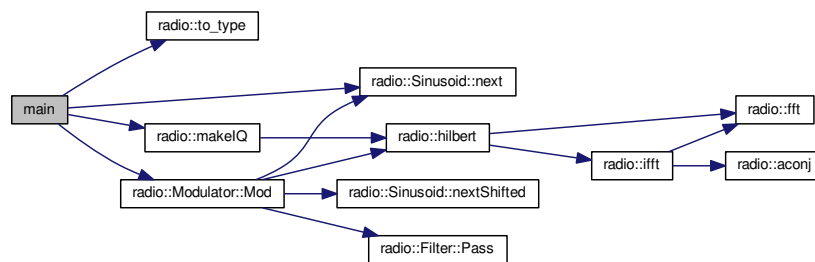 radio::to_type
radio::Sinusoid::next
main
radio::fft
radio::makeIQ
radio::hilbert
radio::ifft
radio::aconj
radio::Modulator::Mod
radio::Sinusoid::nextShifted
radio::Filter::Pass